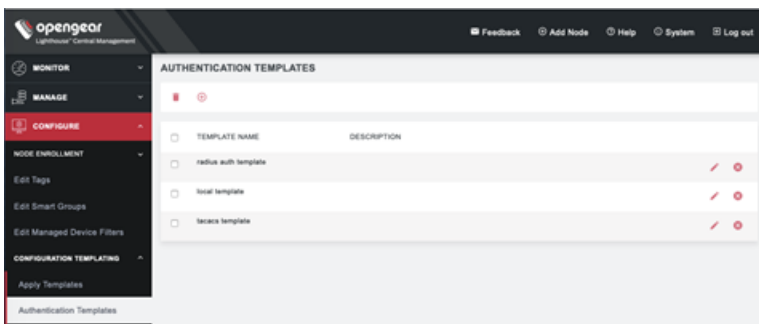 opengear
Lighthouse™ Central Management
Feedback Add Node Help System Log out
MONITOR
MANAGE
CONFIGURE
NODE ENROLLMENT
Edit Tags
Edit Smart Groups
Edit Managed Device Filters
CONFIGURATION TEMPLATING
Apply Templates
Authentication Templates
AUTHENTICATION TEMPLATES
TEMPLATE NAME DESCRIPTION
radius auth template
local template
tacacs template